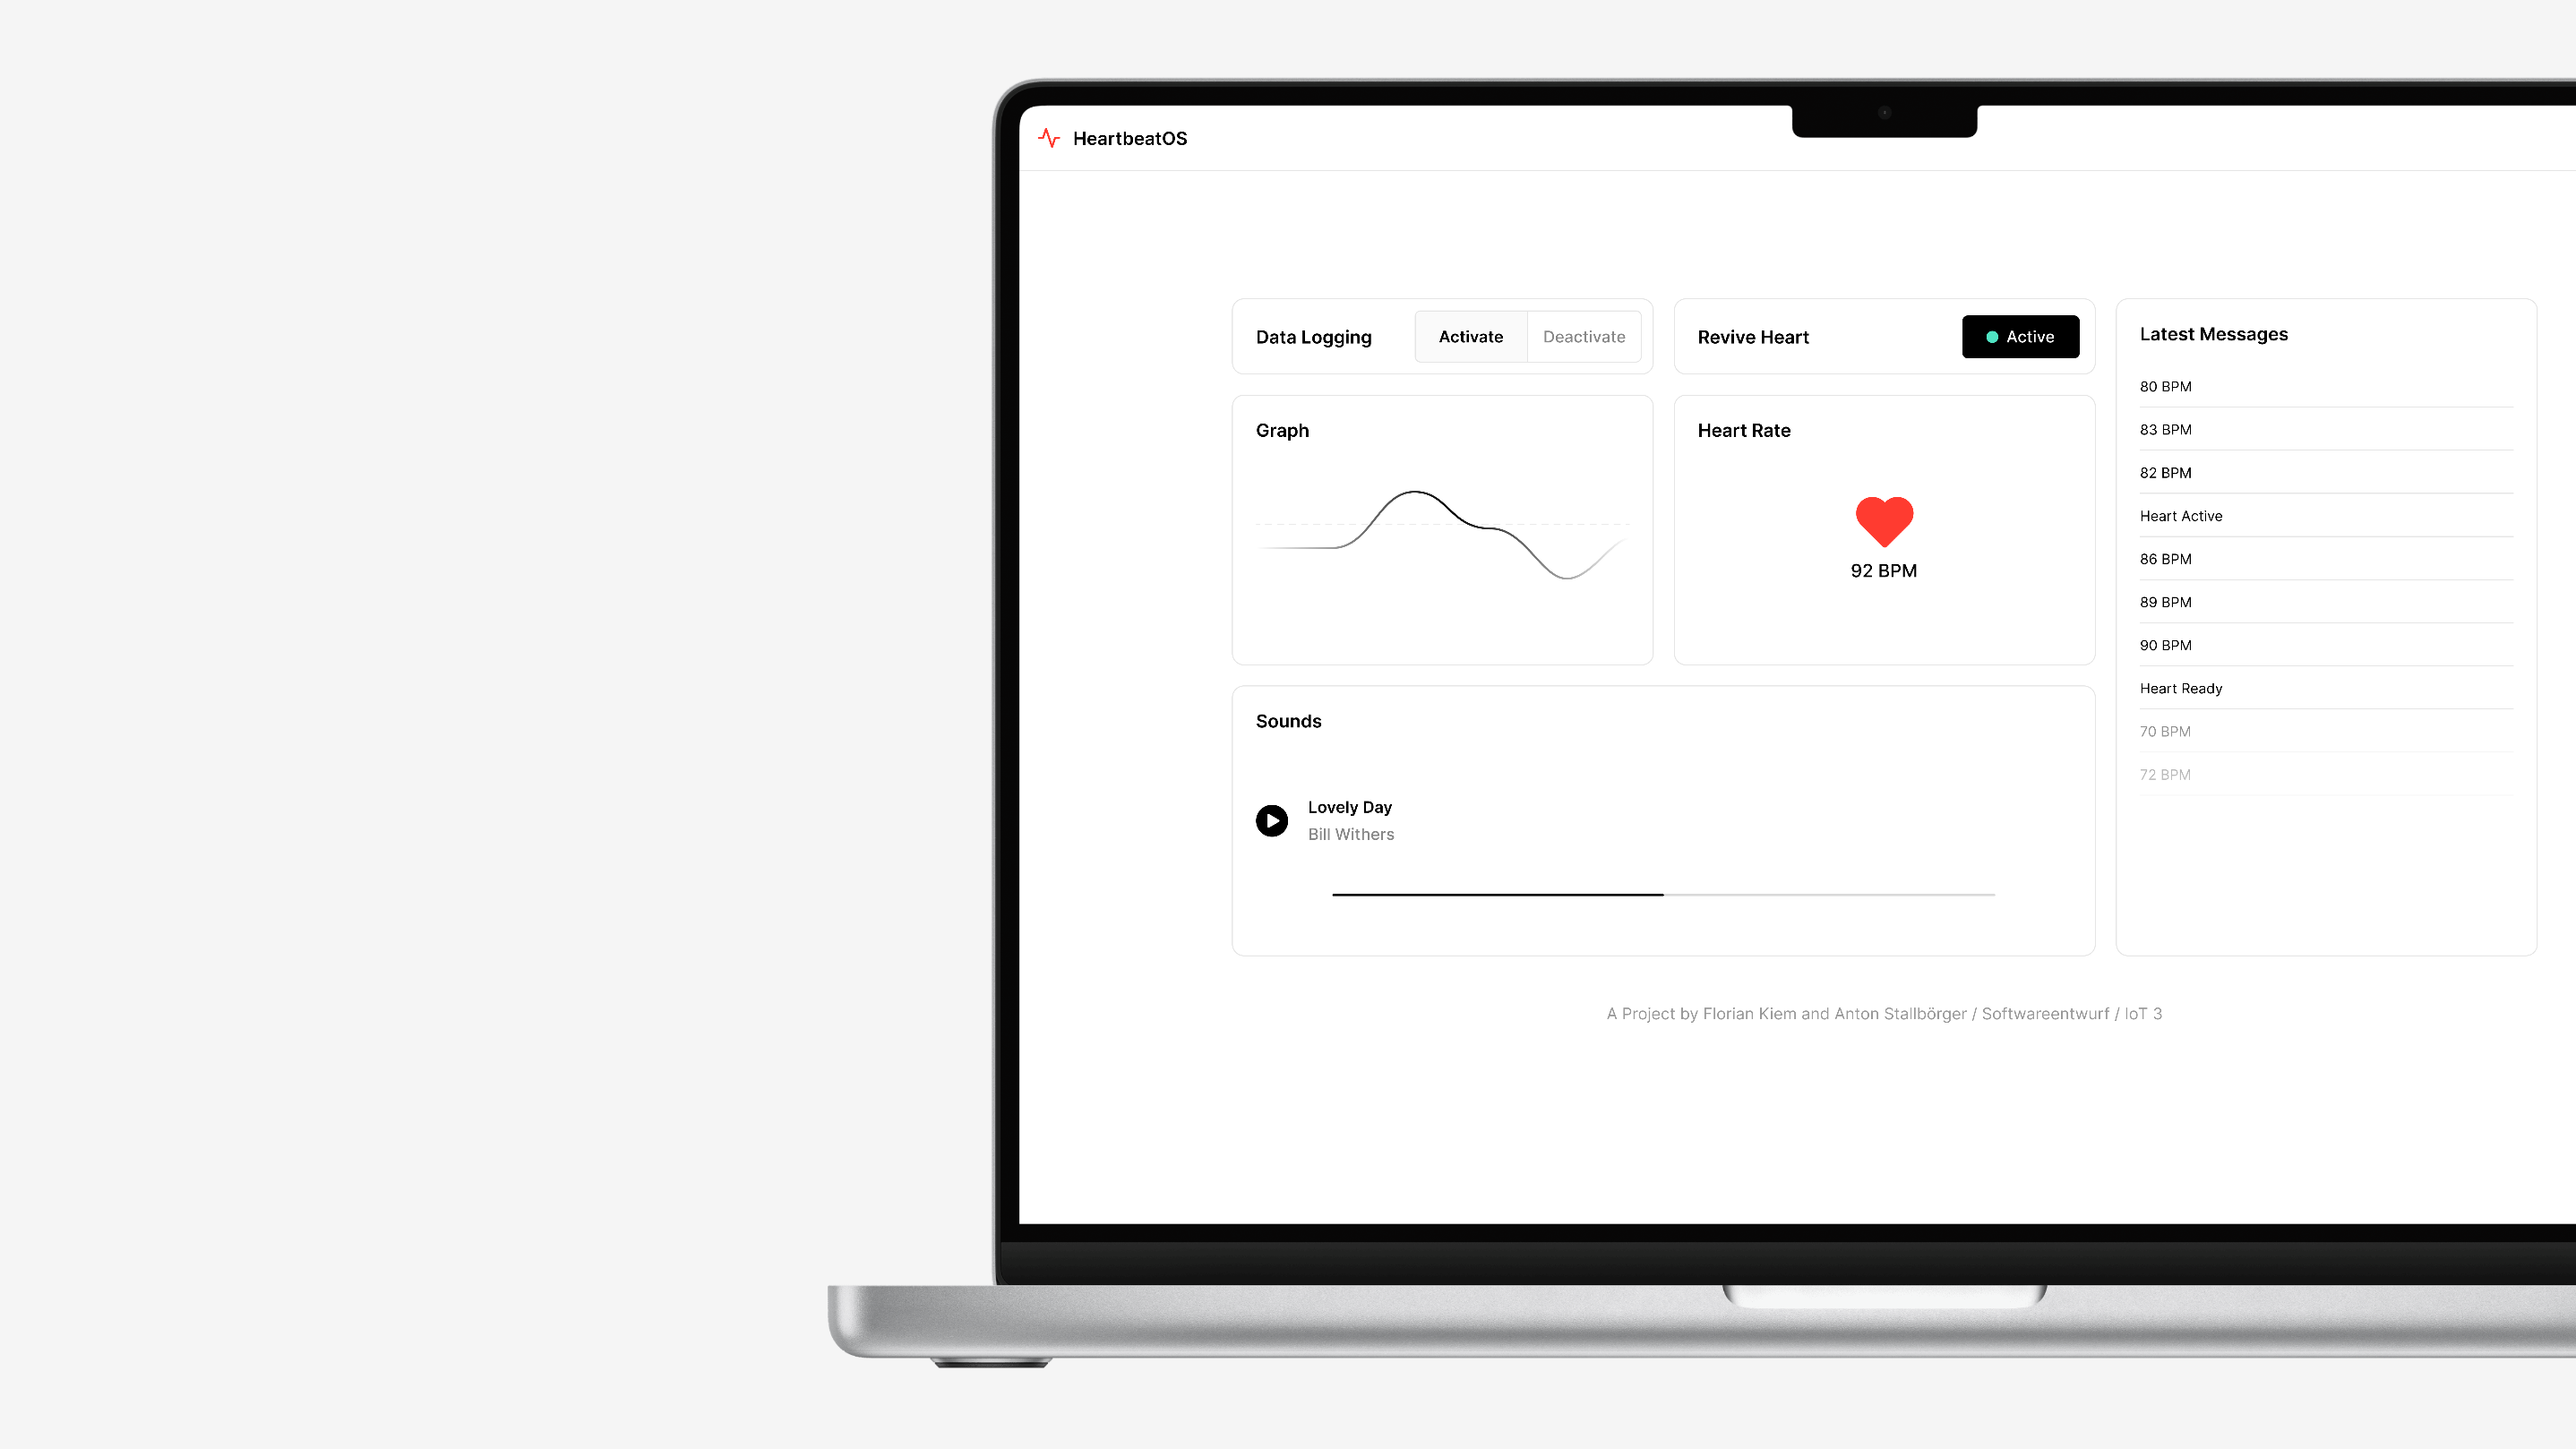 HeartbeatOS
Data Logging
Activate
Deactivate
Revive Heart
Active
Graph
Heart Rate
92 BPM
Sounds
Lovely Day
Bill Withers
Latest Messages
80 BPM
83 BPM
82 BPM
Heart Active
86 BPM
89 BPM
90 BPM
Heart Ready
70 BPM
72 BPM
A Project by Florian Kiem and Anton Stallbörger / Softwareentwurf / IoT 3